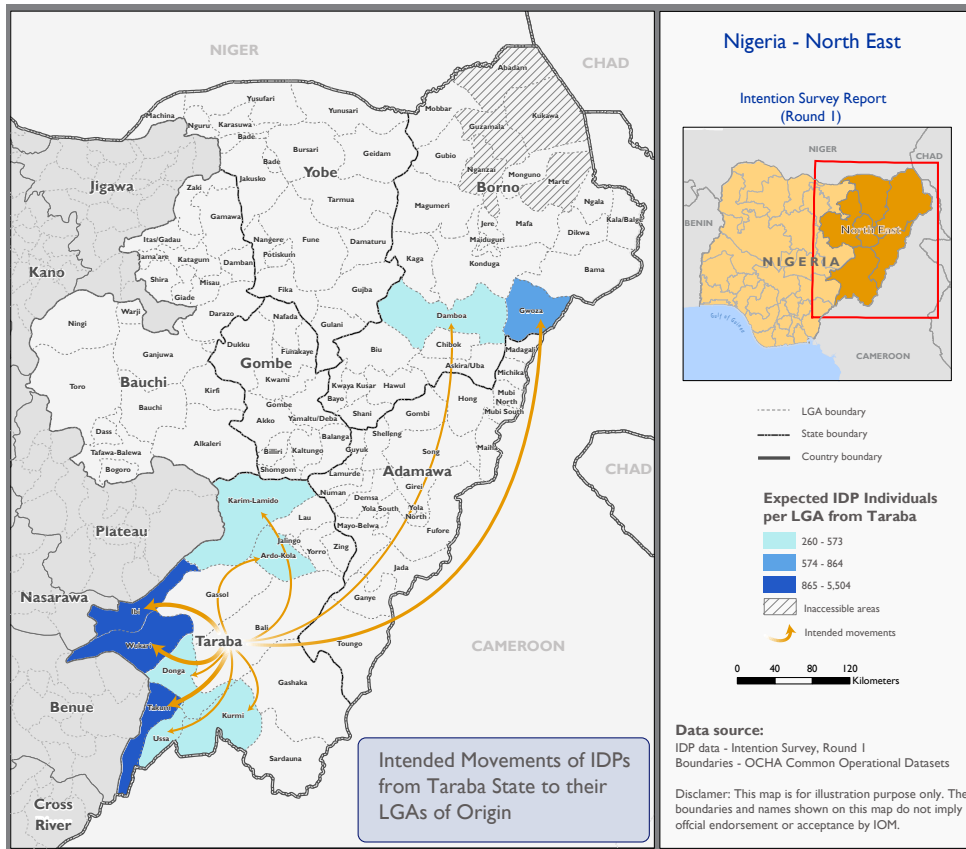 NIGER
CHAD
Abadam
Yusufari
Machina
Yunusari
Mobbar
Kukawa
Nguru
Karasuwa
Guzamala
Bade
Bursari
Geidam
Gubio
Jigawa
Bade
Nganzai
Monguno
Jakusko
Yobe
Borno
Marte
Zaki
Tarmua
Magumeri
Ngala
Gamawa
Jere
Mafa
Kala/Balge
Itas/Gadau
Nangere
Fune
Damaturu
Maiduguri
Dikwa
Jama'are
Potiskum
Kaga
Konduga
Kano
Katagum
Damban
Bama
Shira
Misau
Fika
Gujba
Giade
Warji
Darazo
Nafada
Damboa
Gwoza
Ningi
Gulani
Dukku
Chibok
Ganjuwa
Gombe
Funakaye
Biu
Madagali
Askira/Uba
Toro
Bauchi
Kwami
Michika
Kirfi
Kwaya Kusar
Hawul
Mubi
North
Bauchi
Gombe
Bayo
Hong
Mubi South
Akko
Yamaltu/Deba
Shani
Gombi
Dass
Balanga
Shelleng
Alkaleri
Billiri
Kaltungo
Guyuk
Song
Maiha
Tafawa-Balewa
Bogoro
Shomgom
Lamurde
Adamawa
Karim-Lamido
Numan
Demsa
Girei
Yola South
Yola
North
Lau
Mayo-Belwa
Plateau
Jalingo
Zing
Fufore
Ardo-Kola
Yorro
Jada
Nasarawa
Gassol
Ganye
Ibi
Bali
Wukari
Taraba
Toungo
CAMEROON
Donga
Gashaka
Benue
Takum
Kurmi
Ussa
Sardauna
Cross
River
CHAD
Intended Movements of IDPs
from Taraba State to their
LGAs of Origin
Nigeria - North East
Intention Survey Report
(Round 1)
NIGER
CHAD
BENIN
North East
NIGERIA
Gulf of Guinea
CAMEROON
LGA boundary
State boundary
Country boundary
Expected IDP Individuals
per LGA from Taraba
260 - 573
574 - 864
865 - 5,504
Inaccessible areas
Intended movements
0 40 80 120
Kilometers
Data source:
IDP data - Intention Survey, Round 1
Boundaries - OCHA Common Operational Datasets
Disclamer: This map is for illustration purpose only. The
boundaries and names shown on this map do not imply
offcial endorsement or acceptance by IOM.